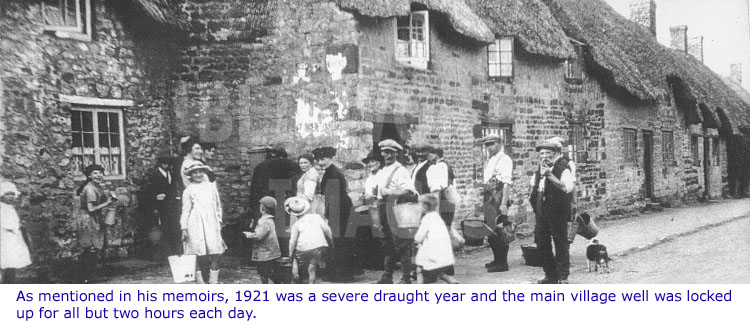 As mentioned in his memoirs, 1921 was a severe draught year and the main village well was locked
up for all but two hours each day.